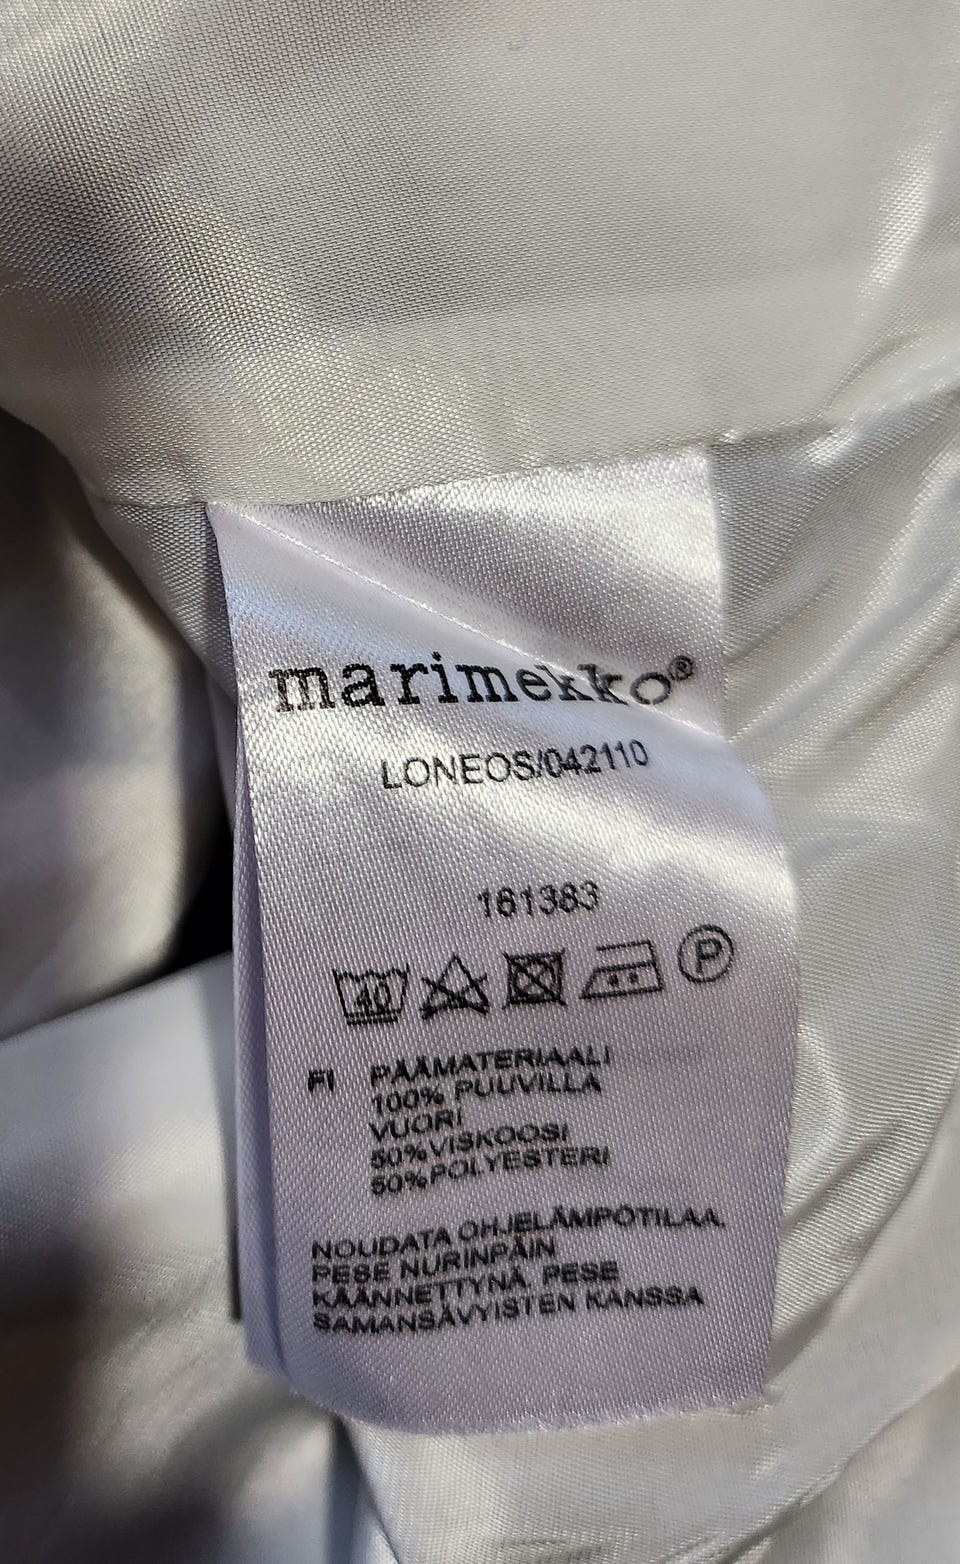 marimekko®
LONEOS/042110
161383
40 P
FI PÄÄMATERIAALI
100% PUUVILLA
VUORI
50%VISKOOSI
50%POLYESTERI
NOUDATA OHJELÄMPÖTILAA.
PESE NURINPÄIN
KÄÄNNETTYNÄ. PESE
SAMANSÄVYISTEN KANSSA